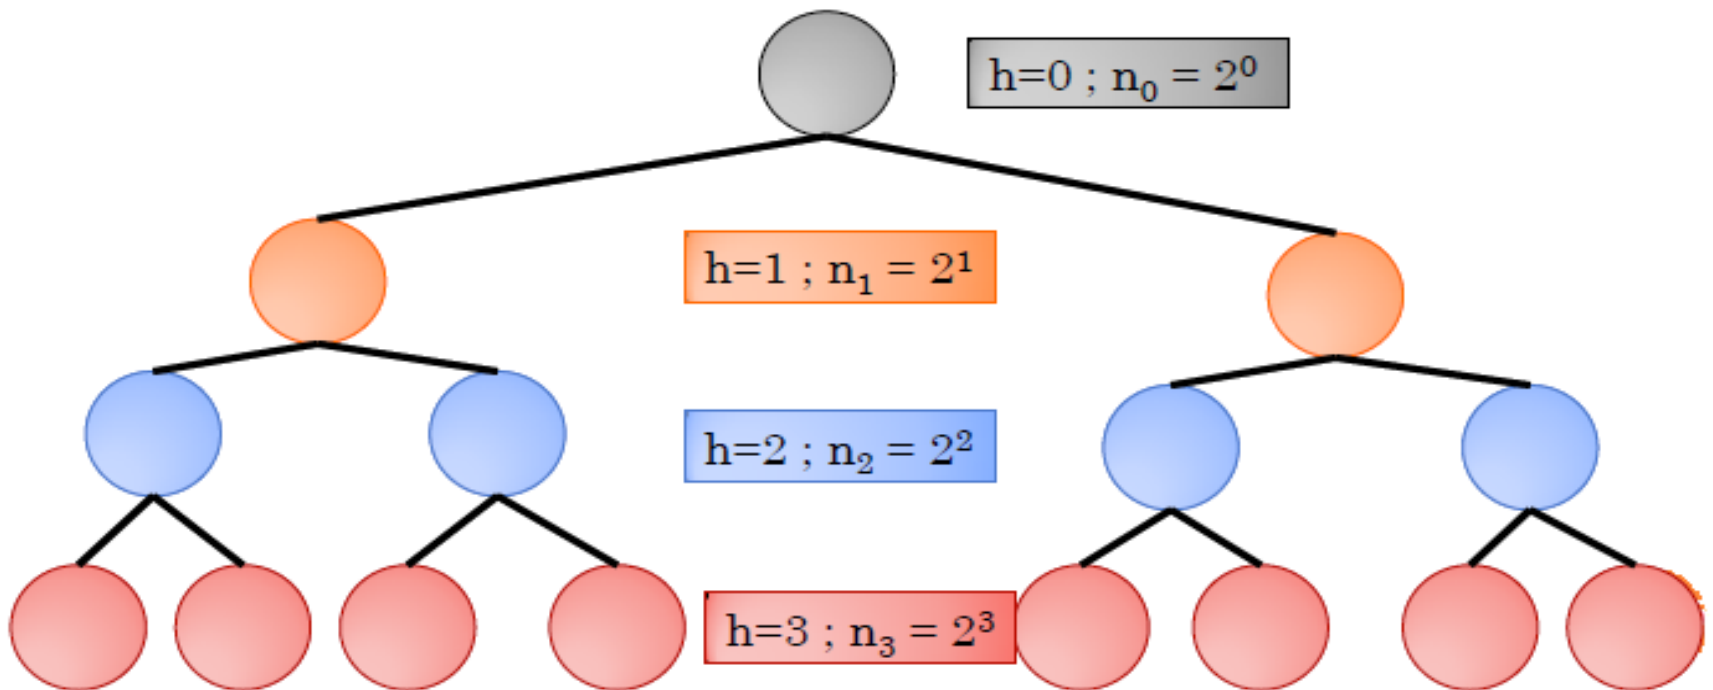 h=0 ; n₀ = 2⁰
h=1 ; n₁ = 2¹
h=2 ; n₂ = 2²
h=3 ; n₃ = 2³